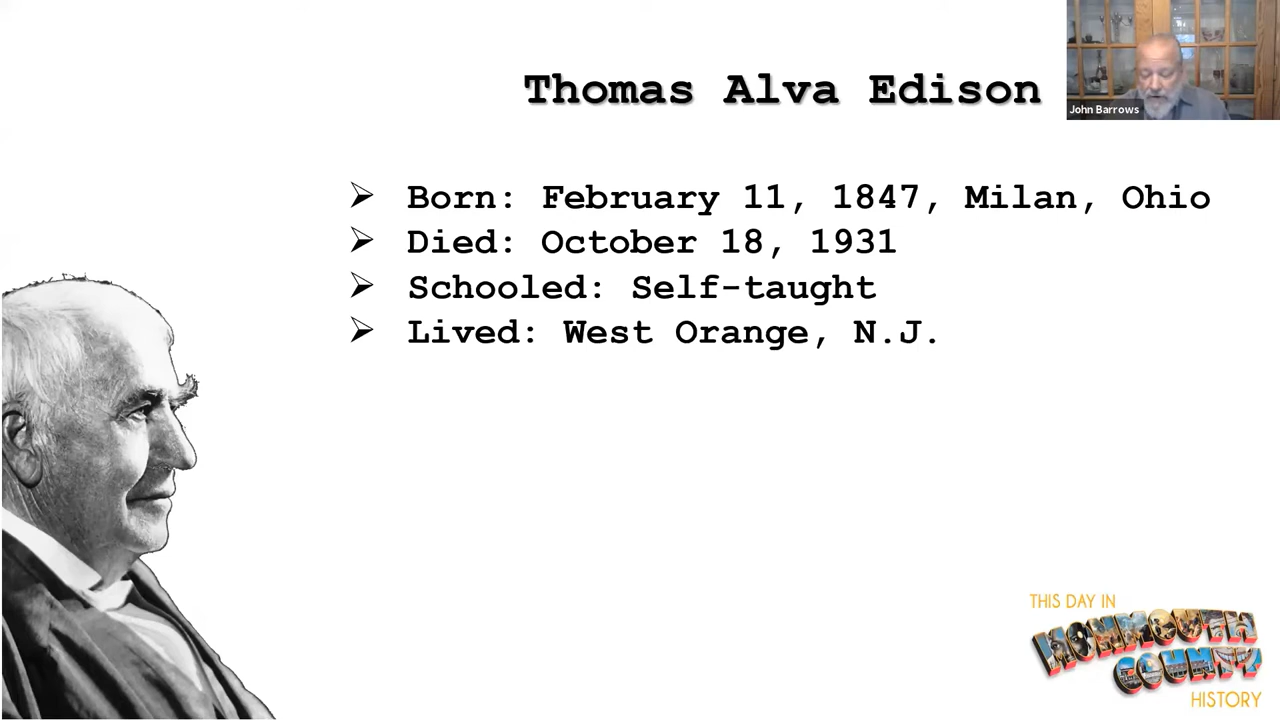 Thomas Alva Edison
John Barrows
➢ Born: February 11, 1847, Milan, Ohio
➢ Died: October 18, 1931
➢ Schooled: Self-taught
➢ Lived: West Orange, N.J.
THIS DAY IN
MONMOUTH
COUNTY
HISTORY